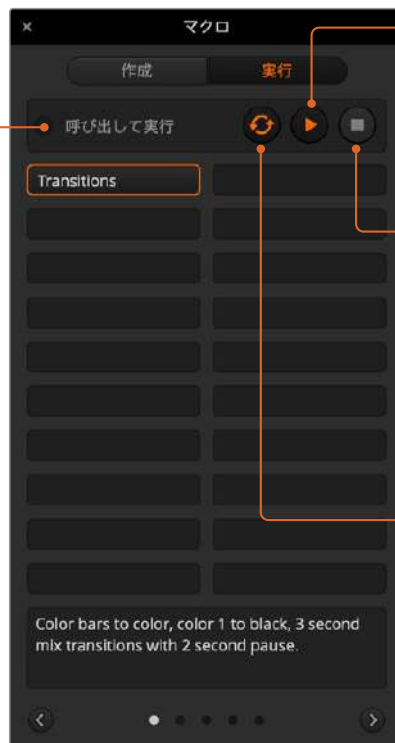 マクロ
作成 実行
呼び出して実行
Transitions
Color bars to color, color 1 to black, 3 second
mix transitions with 2 second pause.